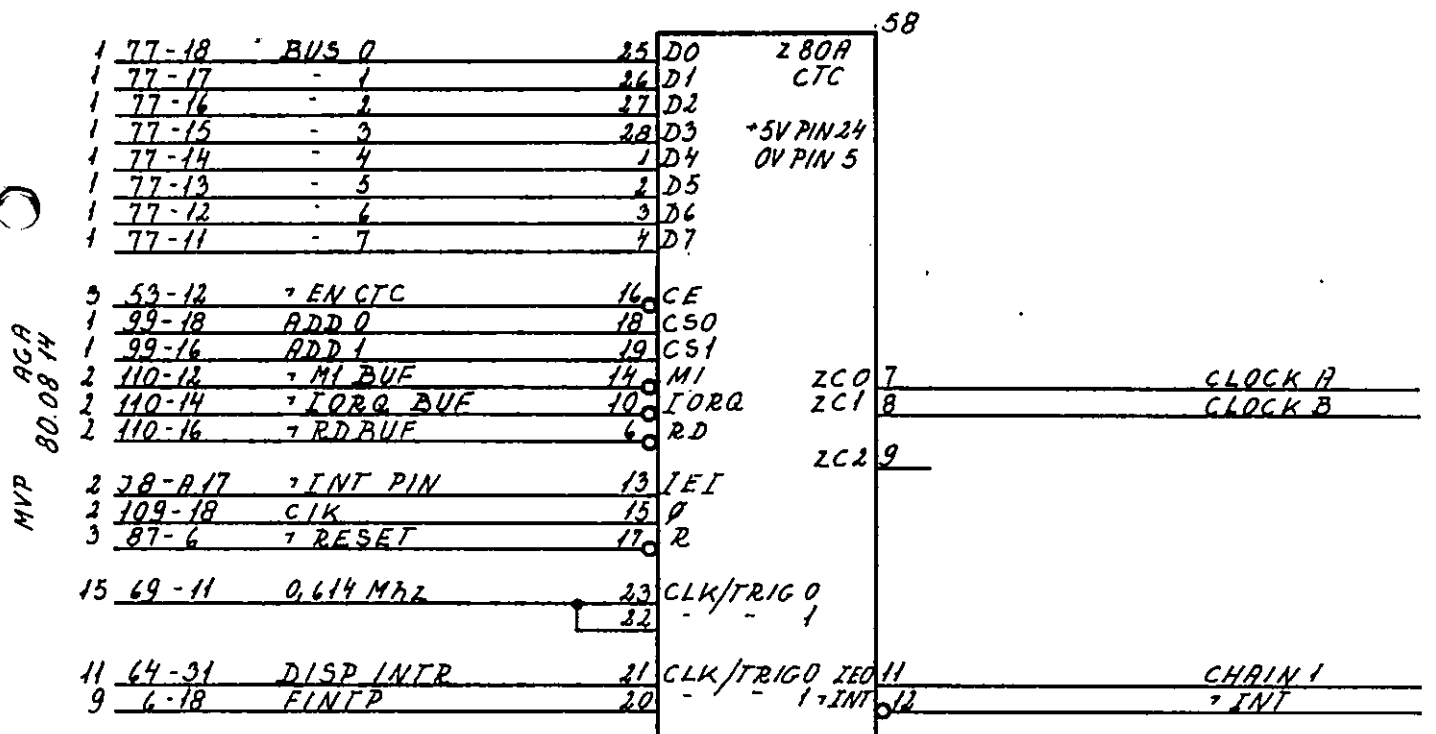 58
1 77-18 BUS 0 25 D0 Z80A
1 77-17 - 1 26 D1 CTC
1 77-16 - 2 27 D2
1 77-15 - 3 28 D3 +5V PIN 24
1 77-14 - 4 1 D4 0V PIN 5
1 77-13 - 5 2 D5
1 77-12 - 6 3 D6
1 77-11 - 7 4 D7
3 53-12 ¬ EN CTC 16 CE
1 99-18 ADD 0 18 CS0
1 99-16 ADD 1 19 CS1
2 110-12 ¬ M1 BUF 14 M1 ZC0 7 CLOCK A
2 110-14 ¬ IORQ BUF 10 IORQ ZC1 8 CLOCK B
2 110-16 ¬ RD BUF 6 RD
ZC2 9
2 J8-A17 ¬ INT PIN 13 IEI
2 109-18 CLK 15 Ø
3 87-6 ¬ RESET 17 R
15 69-11 0,614 Mhz 23 CLK/TRIG 0
22 - - 1
11 64-31 DISP INTR 21 CLK/TRIG 0 IEO 11 CHAIN 1
9 6-18 FINTP 20 - - 1 ¬INT 12 ¬ INT
MVP AGA
80.08 14